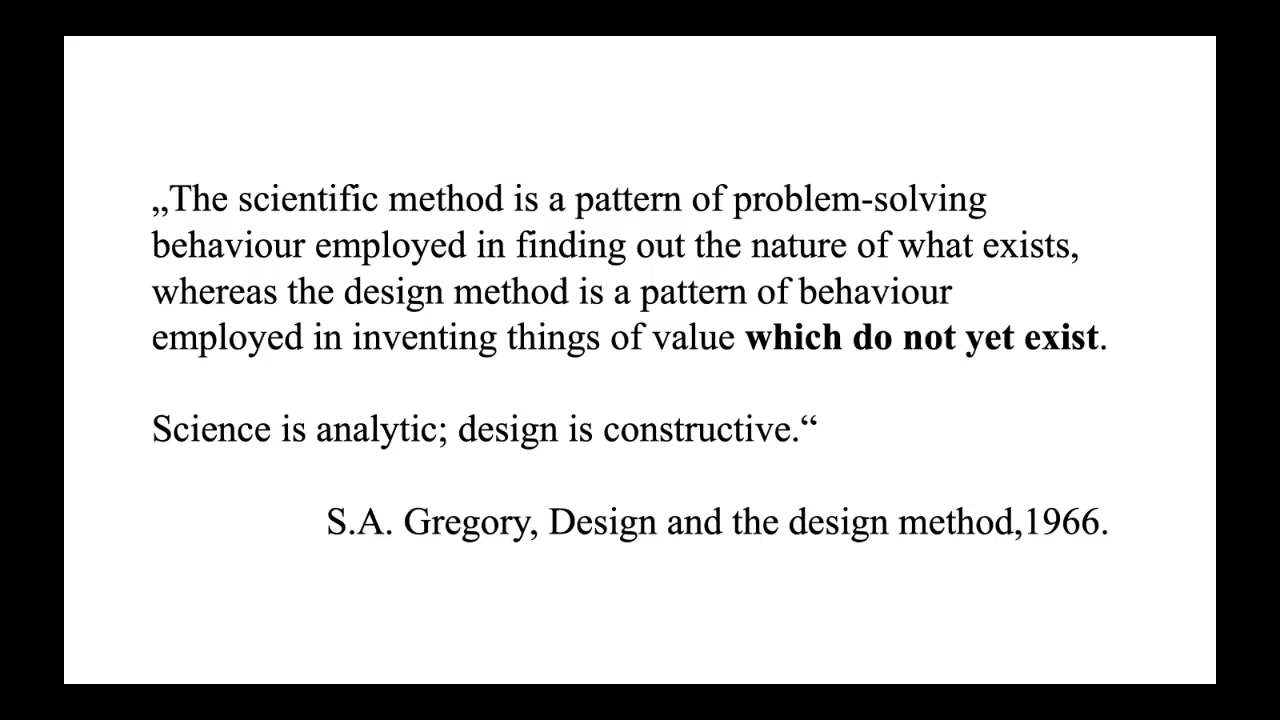 „The scientific method is a pattern of problem-solving
behaviour employed in finding out the nature of what exists,
whereas the design method is a pattern of behaviour
employed in inventing things of value which do not yet exist.
Science is analytic; design is constructive.“
S.A. Gregory, Design and the design method,1966.